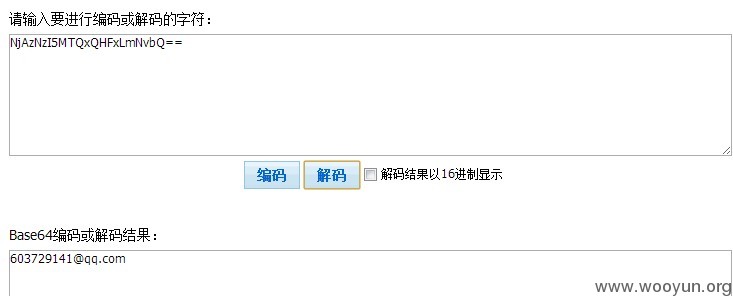 请输入要进行编码或解码的字符：
NjAzNzI5MTQxQHFxLmNvbQ==
编码 解码 解码结果以16进制显示
Base64编码或解码结果：
603729141@qq.com
www.wooyun.org